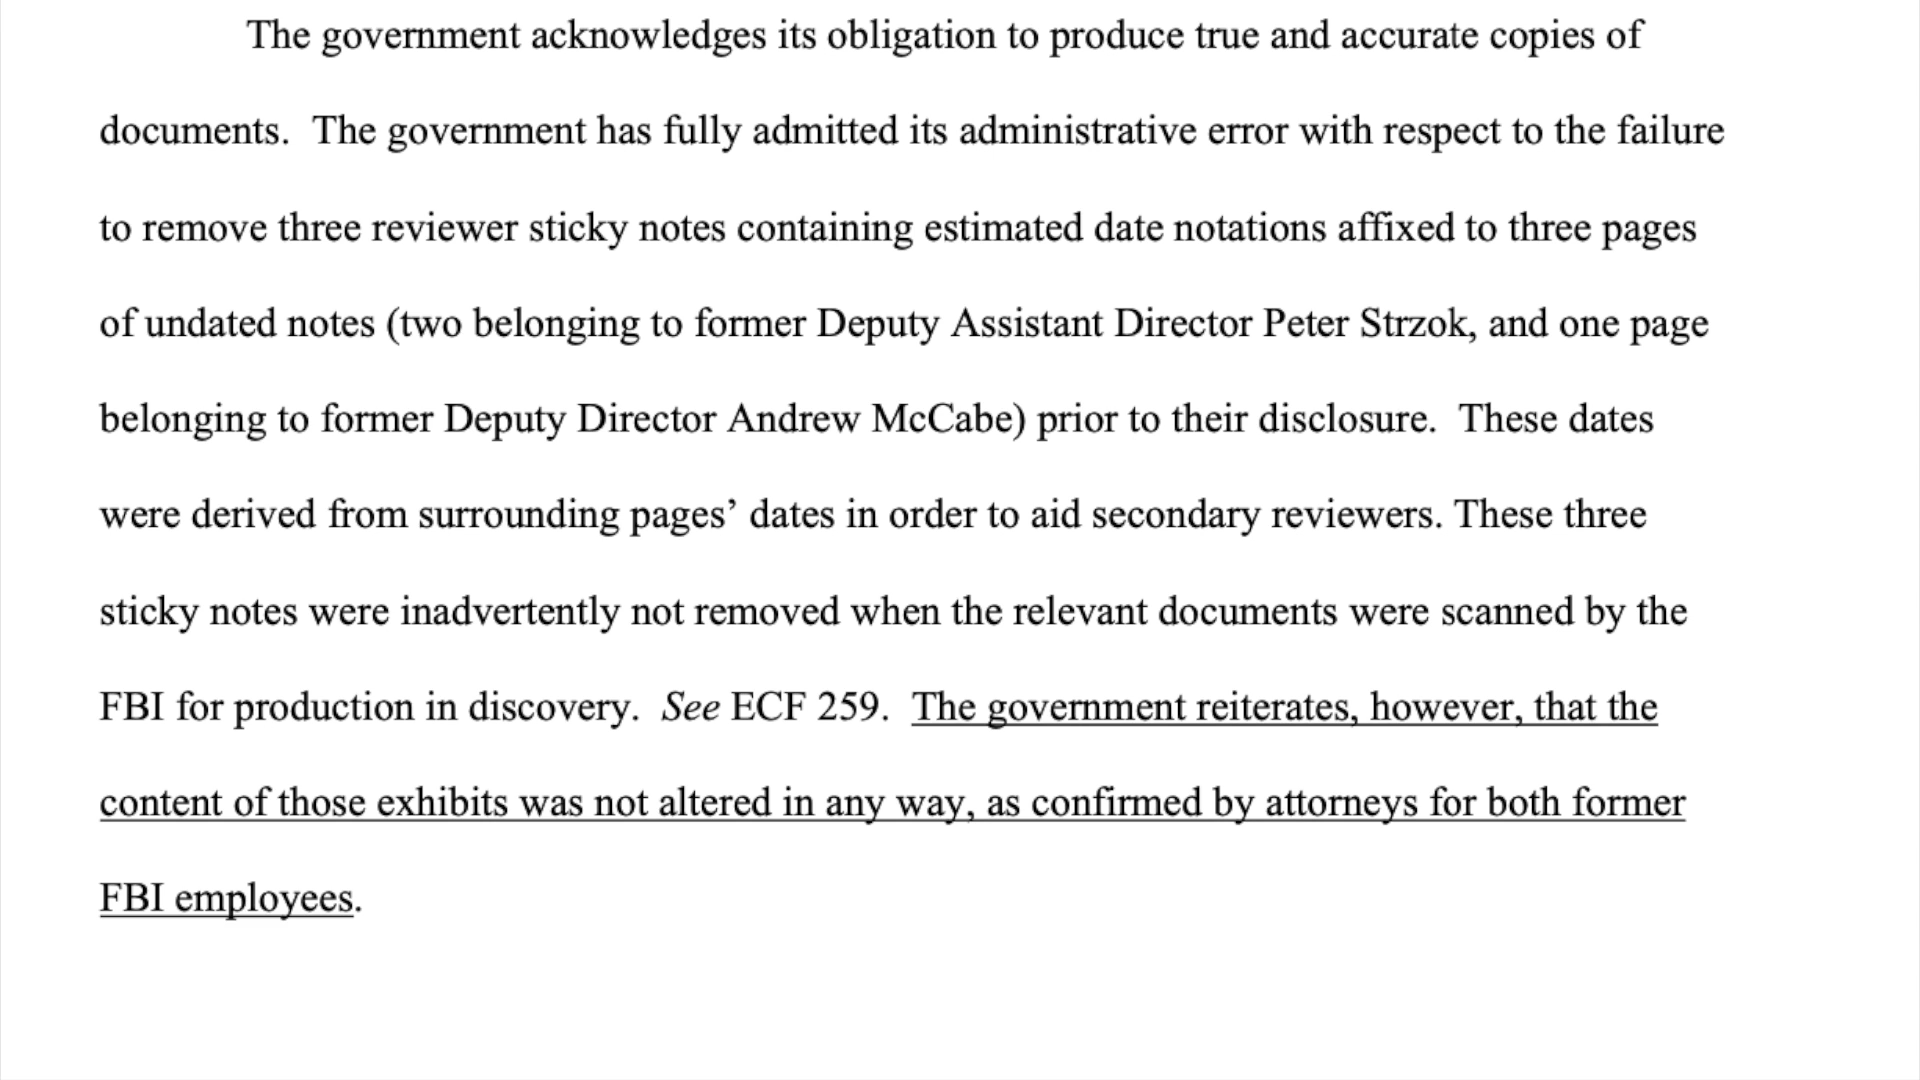 The government acknowledges its obligation to produce true and accurate copies of
documents.  The government has fully admitted its administrative error with respect to the failure
to remove three reviewer sticky notes containing estimated date notations affixed to three pages
of undated notes (two belonging to former Deputy Assistant Director Peter Strzok, and one page
belonging to former Deputy Director Andrew McCabe) prior to their disclosure.  These dates
were derived from surrounding pages’ dates in order to aid secondary reviewers. These three
sticky notes were inadvertently not removed when the relevant documents were scanned by the
FBI for production in discovery.  See ECF 259.  The government reiterates, however, that the
content of those exhibits was not altered in any way, as confirmed by attorneys for both former
FBI employees.